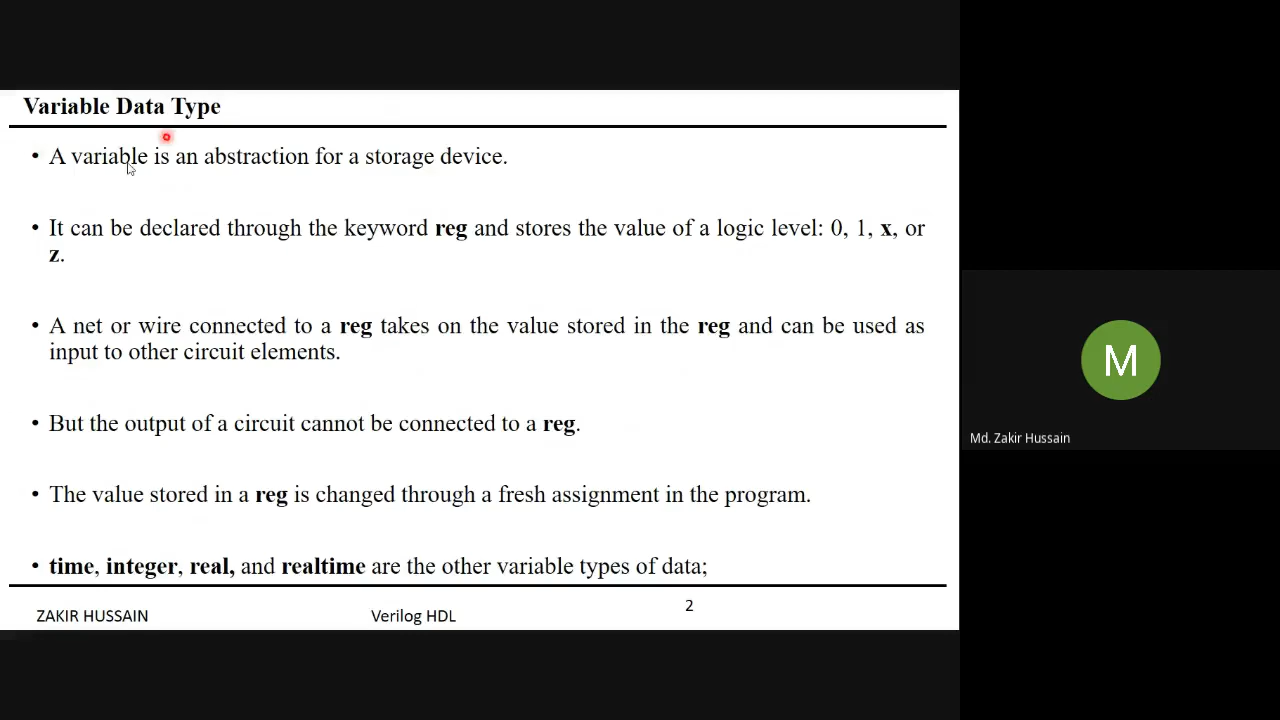 Variable Data Type
• A variable is an abstraction for a storage device.
• It can be declared through the keyword reg and stores the value of a logic level: 0, 1, x, or
z.
• A net or wire connected to a reg takes on the value stored in the reg and can be used as
input to other circuit elements.
• But the output of a circuit cannot be connected to a reg.
• The value stored in a reg is changed through a fresh assignment in the program.
• time, integer, real, and realtime are the other variable types of data;
ZAKIR HUSSAIN
Verilog HDL
2
M
Md. Zakir Hussain